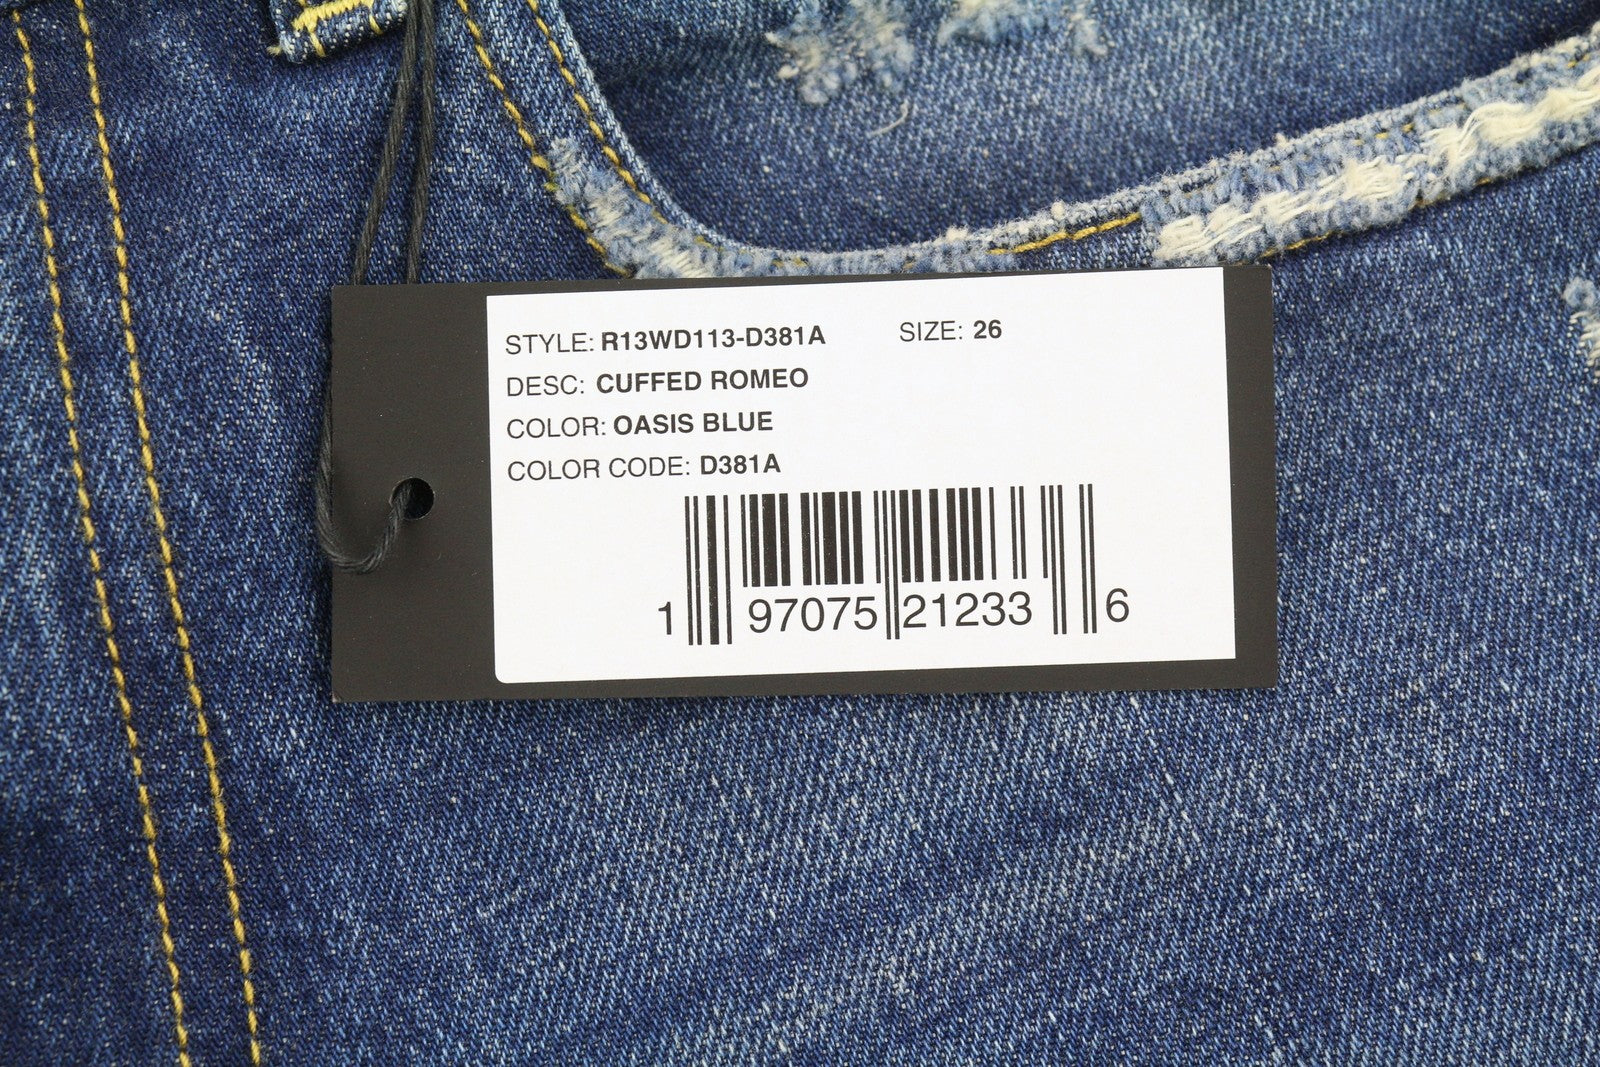 STYLE: R13WD113-D381A SIZE: 26
DESC: CUFFED ROMEO
COLOR: OASIS BLUE
COLOR CODE: D381A
1 97075 21233 6